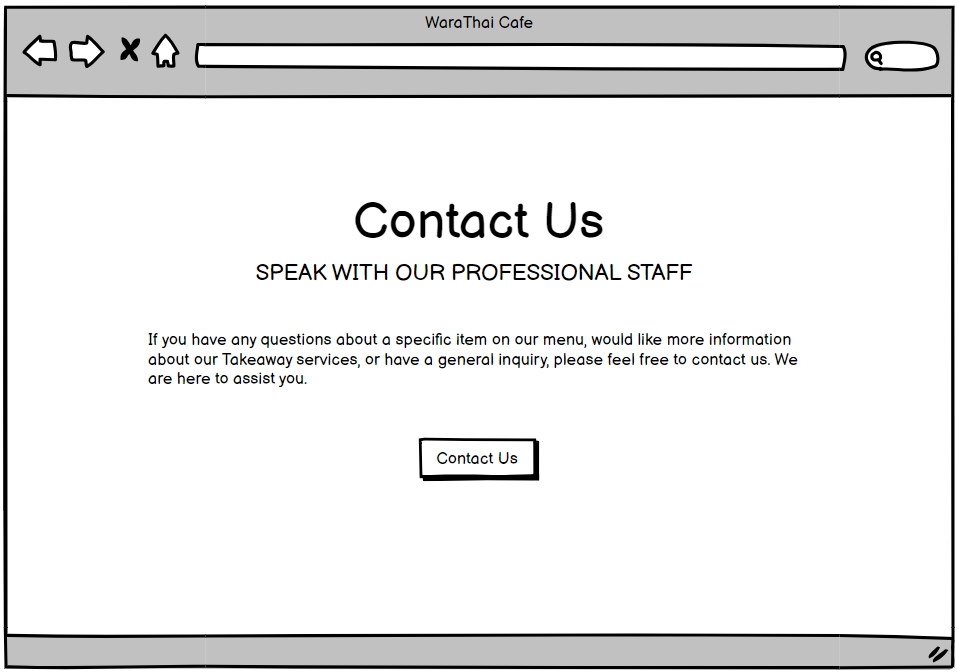 WaraThai Cafe
Contact Us
SPEAK WITH OUR PROFESSIONAL STAFF
If you have any questions about a specific item on our menu, would like more information
about our Takeaway services, or have a general inquiry, please feel free to contact us. We
are here to assist you.
Contact Us